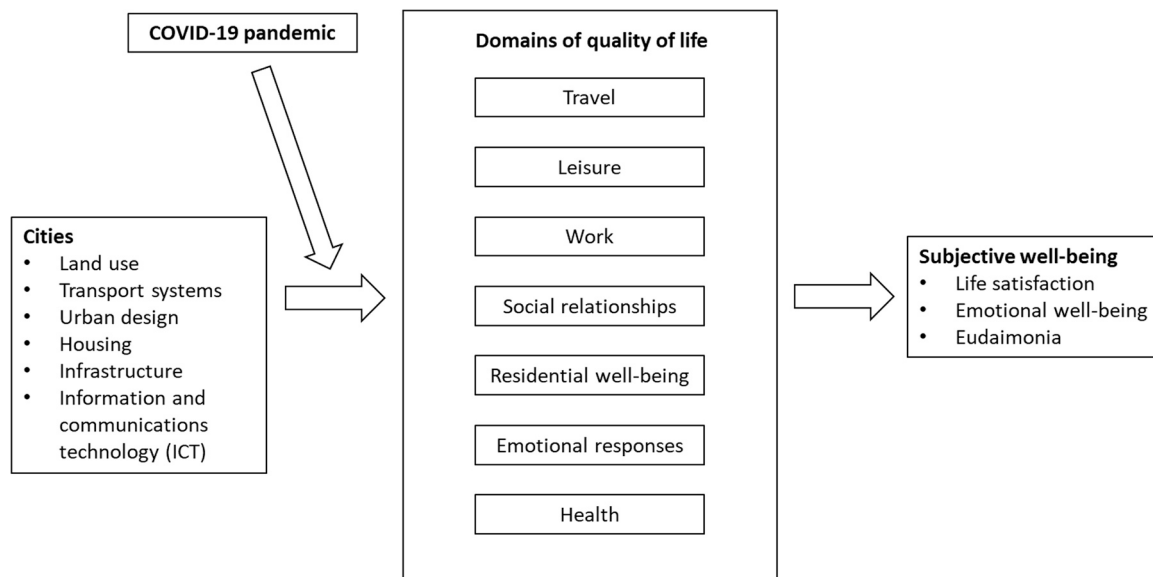 COVID-19 pandemic
Domains of quality of life
Travel
Leisure
Work
Social relationships
Residential well-being
Emotional responses
Health
Cities
• Land use
• Transport systems
• Urban design
• Housing
• Infrastructure
• Information and
communications
technology (ICT)
Subjective well-being
• Life satisfaction
• Emotional well-being
• Eudaimonia